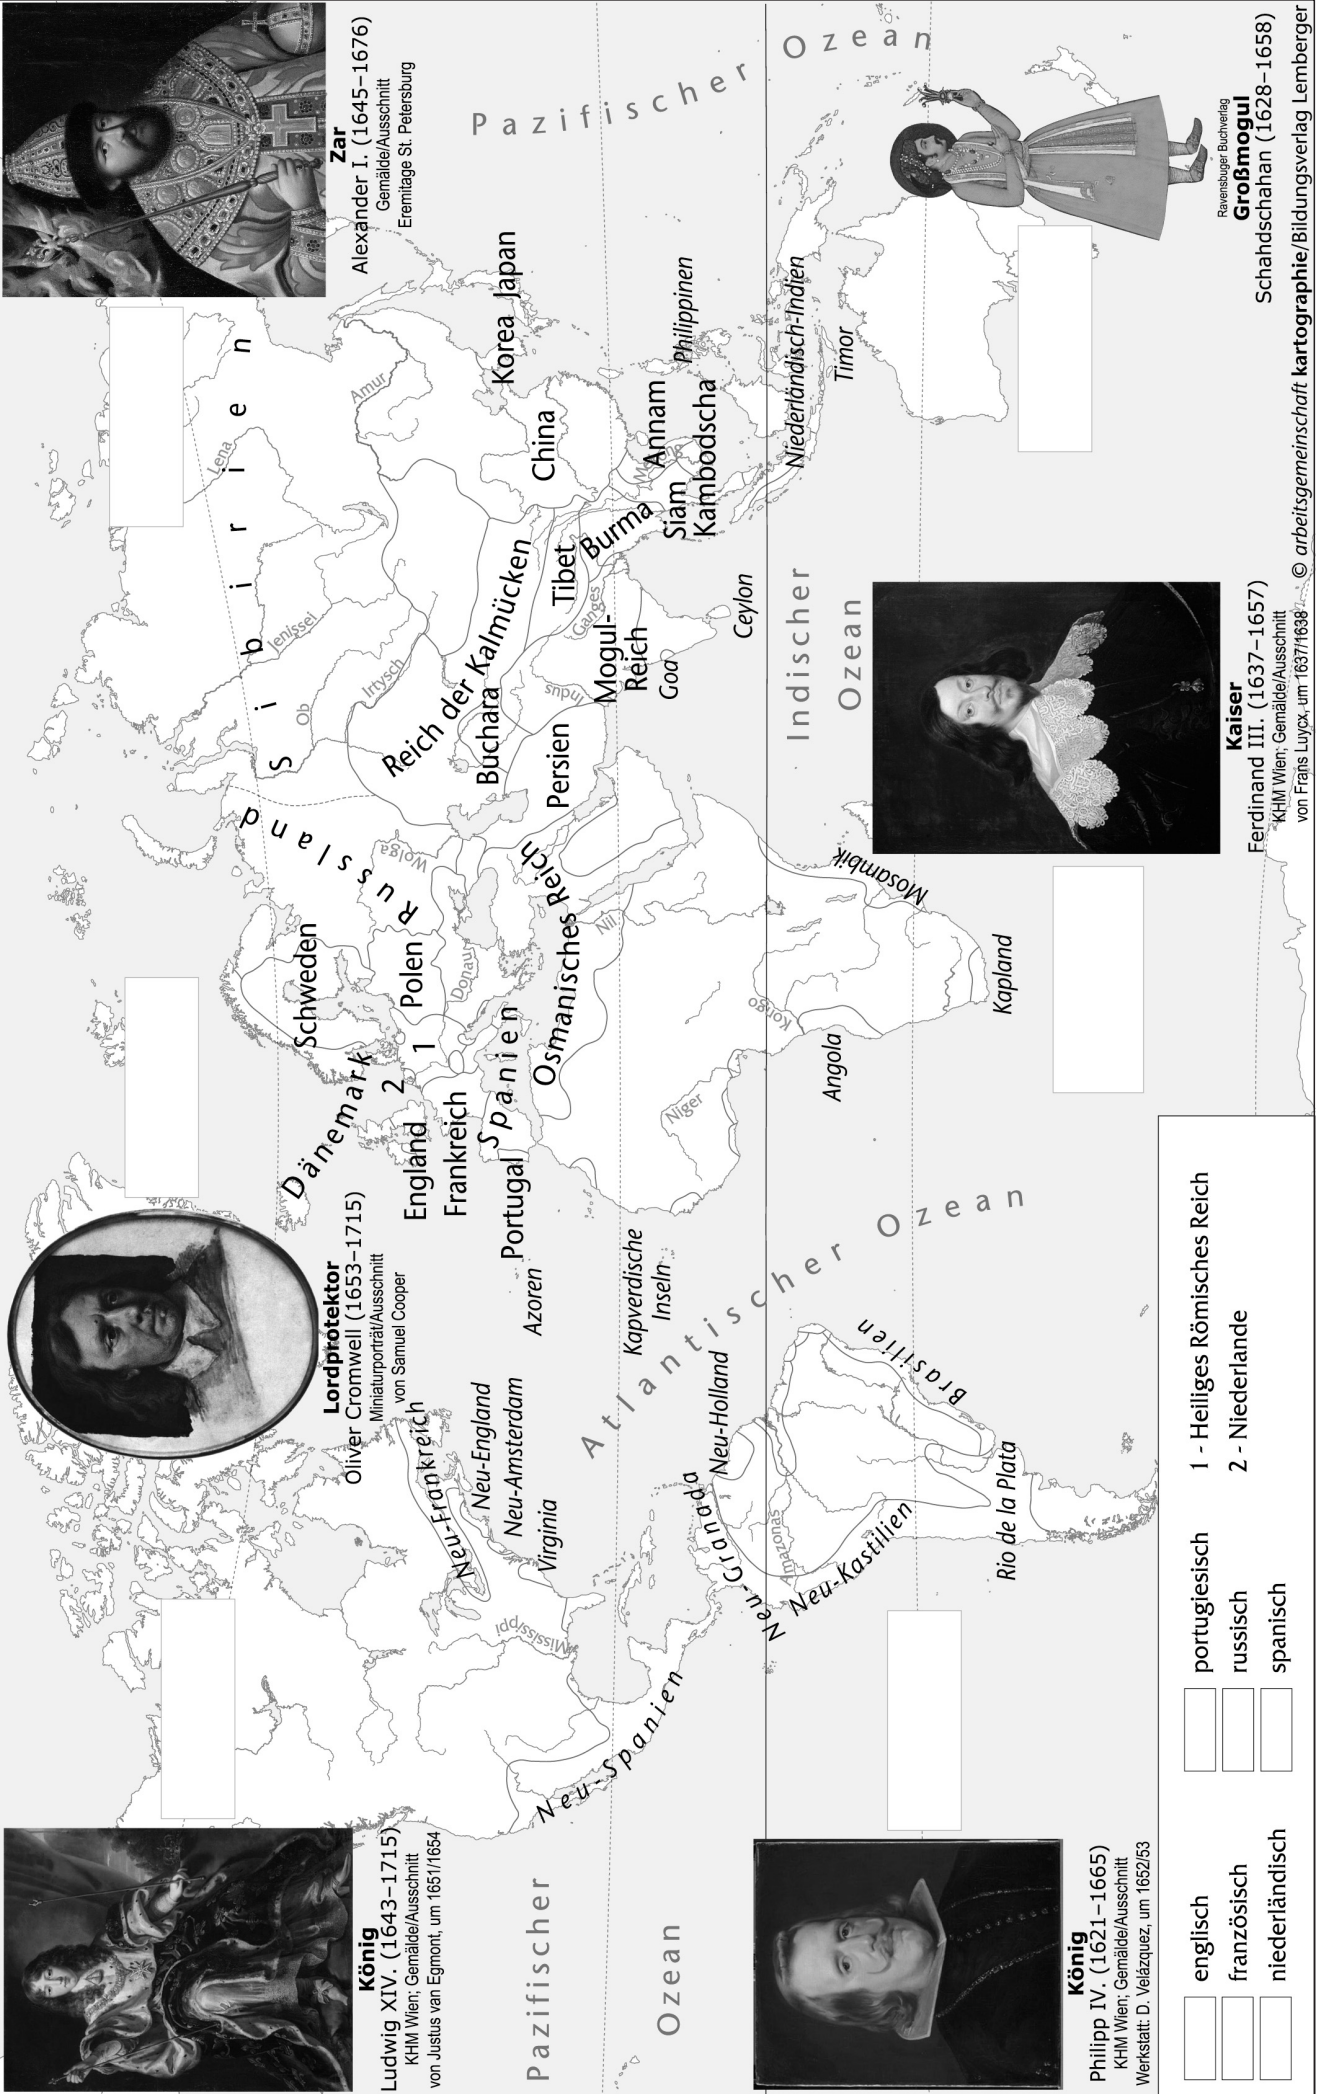 König
Ludwig XIV. (1643–1715)
KHM Wien; Gemälde/Ausschnitt
von Justus van Egmont, um 1651/1654
Lordprotektor
Oliver Cromwell (1653–1715)
Miniaturporträt/Ausschnitt
von Samuel Cooper
Zar
Alexander I. (1645–1676)
Gemälde/Ausschnitt
Eremitage St. Petersburg
Sibirien
Lena
Jenissei
Ob
Irtysch
Amur
Russland
Wolga
Schweden
Dänemark
Polen
1
2
Donau
England
Frankreich
Spanien
Portugal
Osmanisches Reich
Reich der Kalmücken
Buchara
Persien
Tibet
Burma
China
Korea
Japan
Indus
Ganges
Mogul-
Reich
Goa
Ceylon
Siam
Annam
Kambodscha
Mekong
Philippinen
Niederländisch-Indien
Timor
Pazifischer Ozean
Neu-Frankreich
Neu-England
Neu-Amsterdam
Virginia
Mississippi
Neu-Spanien
Azoren
Kapverdische
Inseln
Atlantischer Ozean
Nil
Niger
Kongo
Angola
Mosambik
Kapland
Indischer
Ozean
Neu-Granada
Neu-Holland
Amazonas
Neu-Kastilien
Brasilien
Rio de la Plata
Pazifischer
Ozean
König
Philipp IV. (1621–1665)
KHM Wien; Gemälde/Ausschnitt
Werkstatt: D. Velázquez, um 1652/53
Kaiser
Ferdinand III. (1637–1657)
KHM Wien; Gemälde/Ausschnitt
von Frans Luycx, um 1637/1638
Ravensbuger Buchverlag
Großmogul
Schahdschahan (1628–1658)
englisch
französisch
niederländisch
portugiesisch
russisch
spanisch
1 - Heiliges Römisches Reich
2 - Niederlande
© arbeitsgemeinschaft kartographie/Bildungsverlag Lemberger